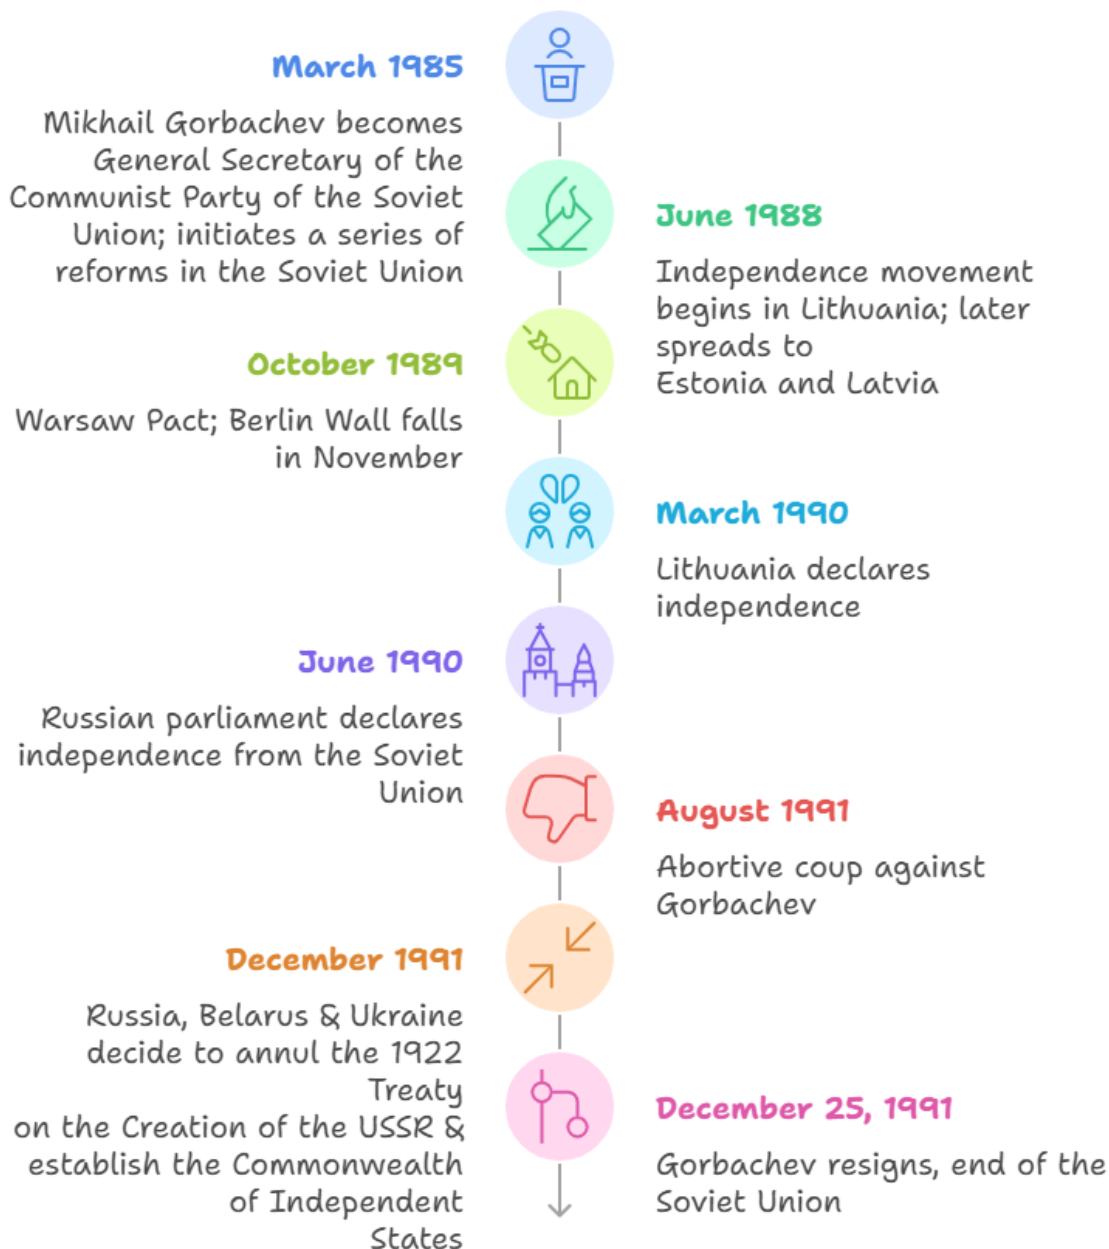 March 1985
Mikhail Gorbachev becomes
General Secretary of the
Communist Party of the Soviet
Union; initiates a series of
reforms in the Soviet Union
June 1988
Independence movement
begins in Lithuania; later
spreads to
Estonia and Latvia
October 1989
Warsaw Pact; Berlin Wall falls
in November
March 1990
Lithuania declares
independence
June 1990
Russian parliament declares
independence from the Soviet
Union
August 1991
Abortive coup against
Gorbachev
December 1991
Russia, Belarus & Ukraine
decide to annul the 1922
Treaty
on the Creation of the USSR &
establish the Commonwealth
of Independent
States
December 25, 1991
Gorbachev resigns, end of the
Soviet Union